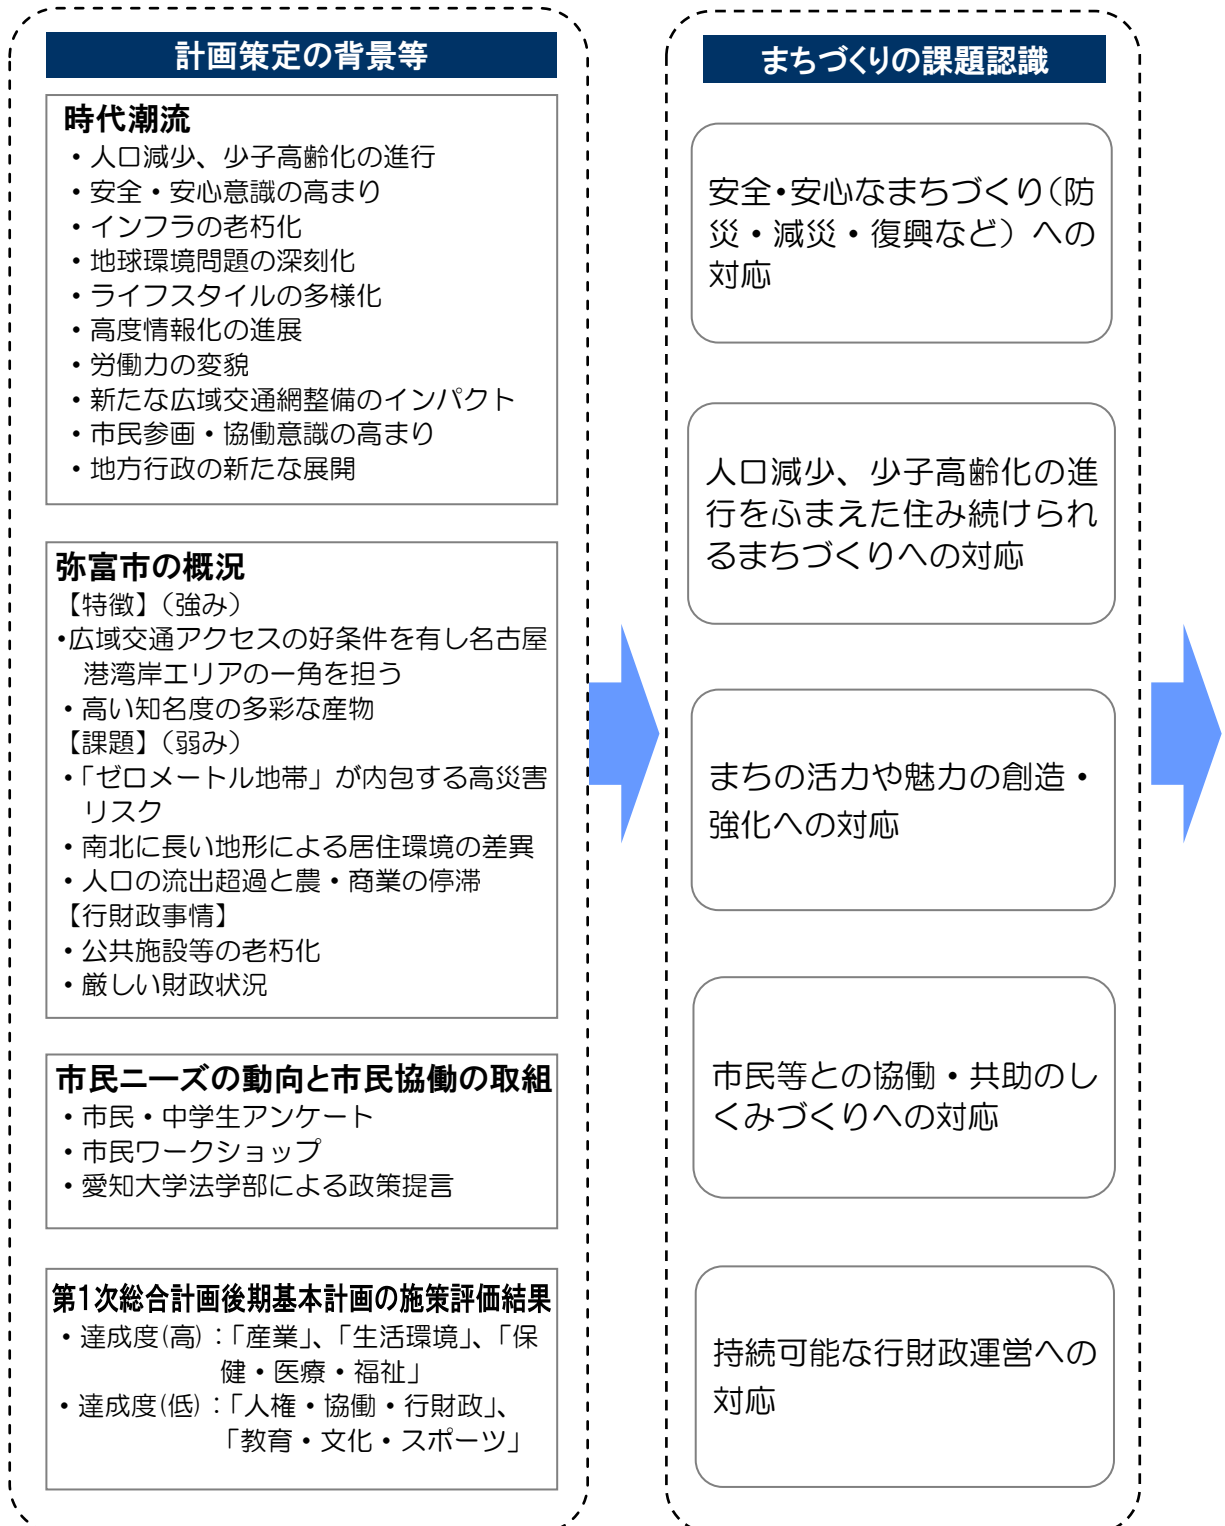 計画策定の背景等
時代潮流
・人口減少、少子高齢化の進行
・安全・安心意識の高まり
・インフラの老朽化
・地球環境問題の深刻化
・ライフスタイルの多様化
・高度情報化の進展
・労働力の変貌
・新たな広域交通網整備のインパクト
・市民参画・協働意識の高まり
・地方行政の新たな展開
弥富市の概況
【特徴】（強み）
・広域交通アクセスの好条件を有し名古屋
港湾岸エリアの一角を担う
・高い知名度の多彩な産物
【課題】（弱み）
・「ゼロメートル地帯」が内包する高災害
リスク
・南北に長い地形による居住環境の差異
・人口の流出超過と農・商業の停滞
【行財政事情】
・公共施設等の老朽化
・厳しい財政状況
市民ニーズの動向と市民協働の取組
・市民・中学生アンケート
・市民ワークショップ
・愛知大学法学部による政策提言
第1次総合計画後期基本計画の施策評価結果
・達成度(高)：「産業」、「生活環境」、「保
健・医療・福祉」
・達成度(低)：「人権・協働・行財政」、
「教育・文化・スポーツ」
まちづくりの課題認識
安全・安心なまちづくり（防
災・減災・復興など）への
対応
人口減少、少子高齢化の進
行をふまえた住み続けられ
るまちづくりへの対応
まちの活力や魅力の創造・
強化への対応
市民等との協働・共助のし
くみづくりへの対応
持続可能な行財政運営への
対応